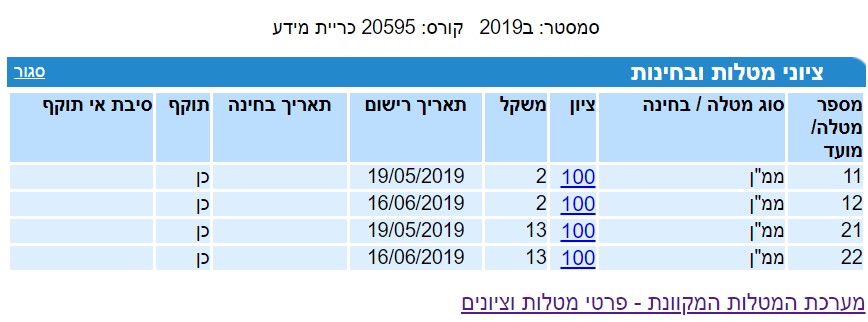 סמסטר: ב2019 קורס: 20595 כריית מידע
ציוני מטלות ובחינות סגור
מספר מטלה/ מועד סוג מטלה / בחינה ציון משקל תאריך רישום תאריך בחינה תוקף סיבת אי תוקף
11 ממ"ן 100 2 19/05/2019 כן
12 ממ"ן 100 2 16/06/2019 כן
21 ממ"ן 100 13 19/05/2019 כן
22 ממ"ן 100 13 16/06/2019 כן
מערכת המטלות המקוונת - פרטי מטלות וציונים